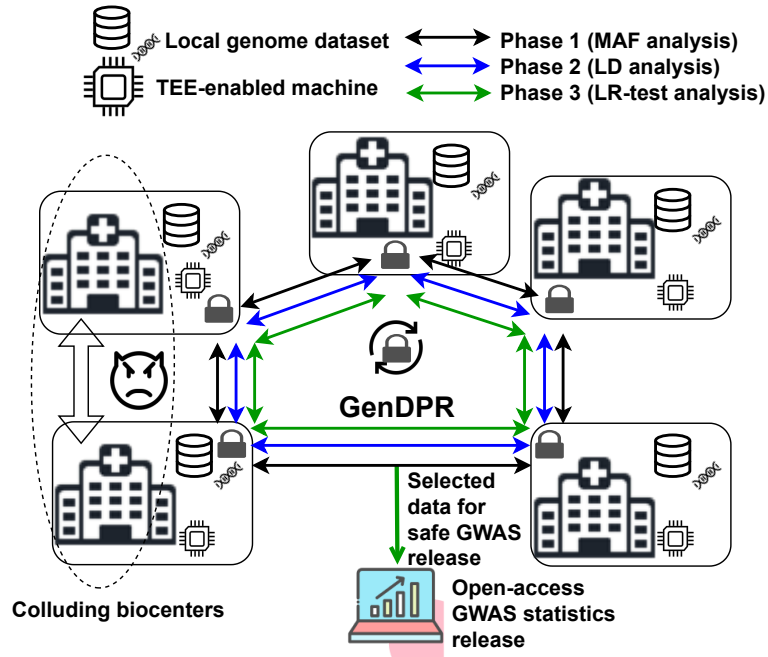 Local genome dataset
TEE-enabled machine
Phase 1 (MAF analysis)
Phase 2 (LD analysis)
Phase 3 (LR-test analysis)
GenDPR
Selected
data for
safe GWAS
release
Colluding biocenters
Open-access
GWAS statistics
release